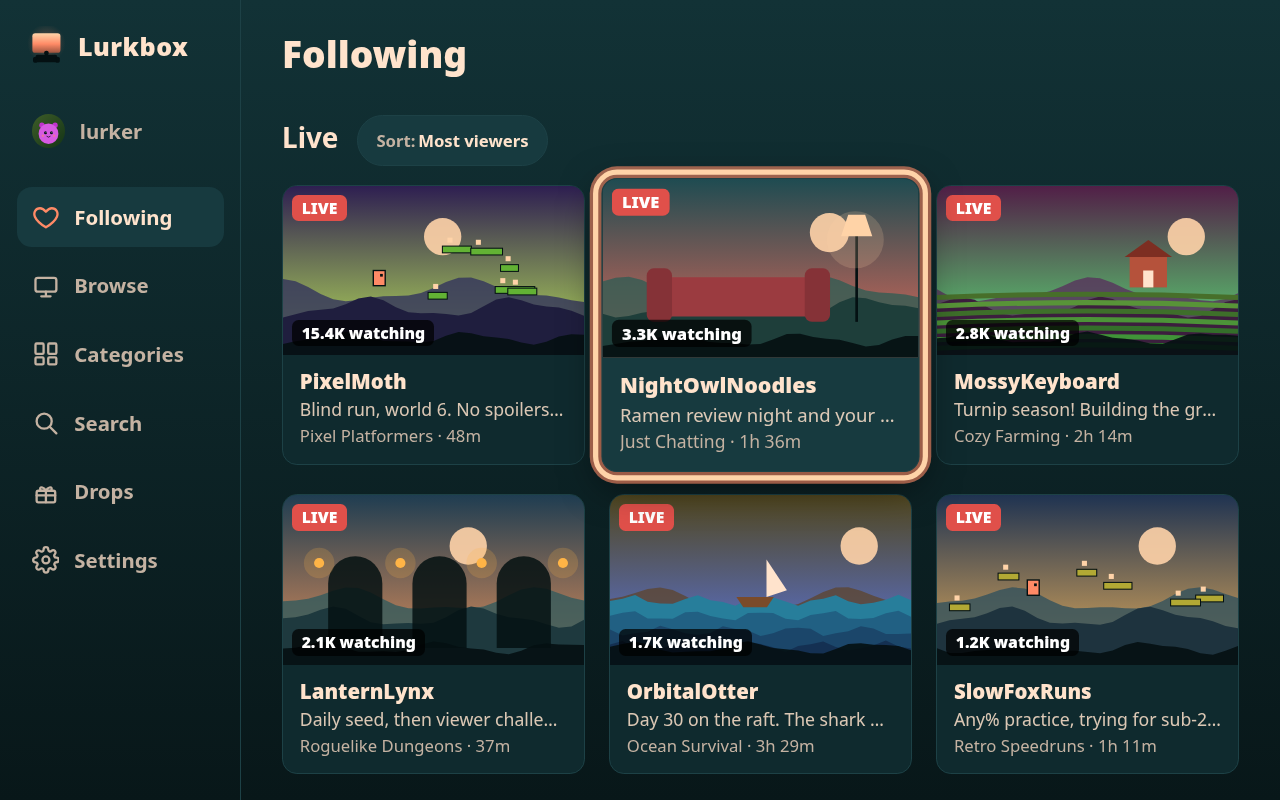 Lurkbox
lurker
Following
Browse
Categories
Search
Drops
Settings
Following
Live
Sort: Most viewers
LIVE
15.4K watching
PixelMoth
Blind run, world 6. No spoilers...
Pixel Platformers · 48m
LIVE
3.3K watching
NightOwlNoodles
Ramen review night and your ...
Just Chatting · 1h 36m
LIVE
2.8K watching
MossyKeyboard
Turnip season! Building the gr...
Cozy Farming · 2h 14m
LIVE
2.1K watching
LanternLynx
Daily seed, then viewer challe...
Roguelike Dungeons · 37m
LIVE
1.7K watching
OrbitalOtter
Day 30 on the raft. The shark ...
Ocean Survival · 3h 29m
LIVE
1.2K watching
SlowFoxRuns
Any% practice, trying for sub-2...
Retro Speedruns · 1h 11m